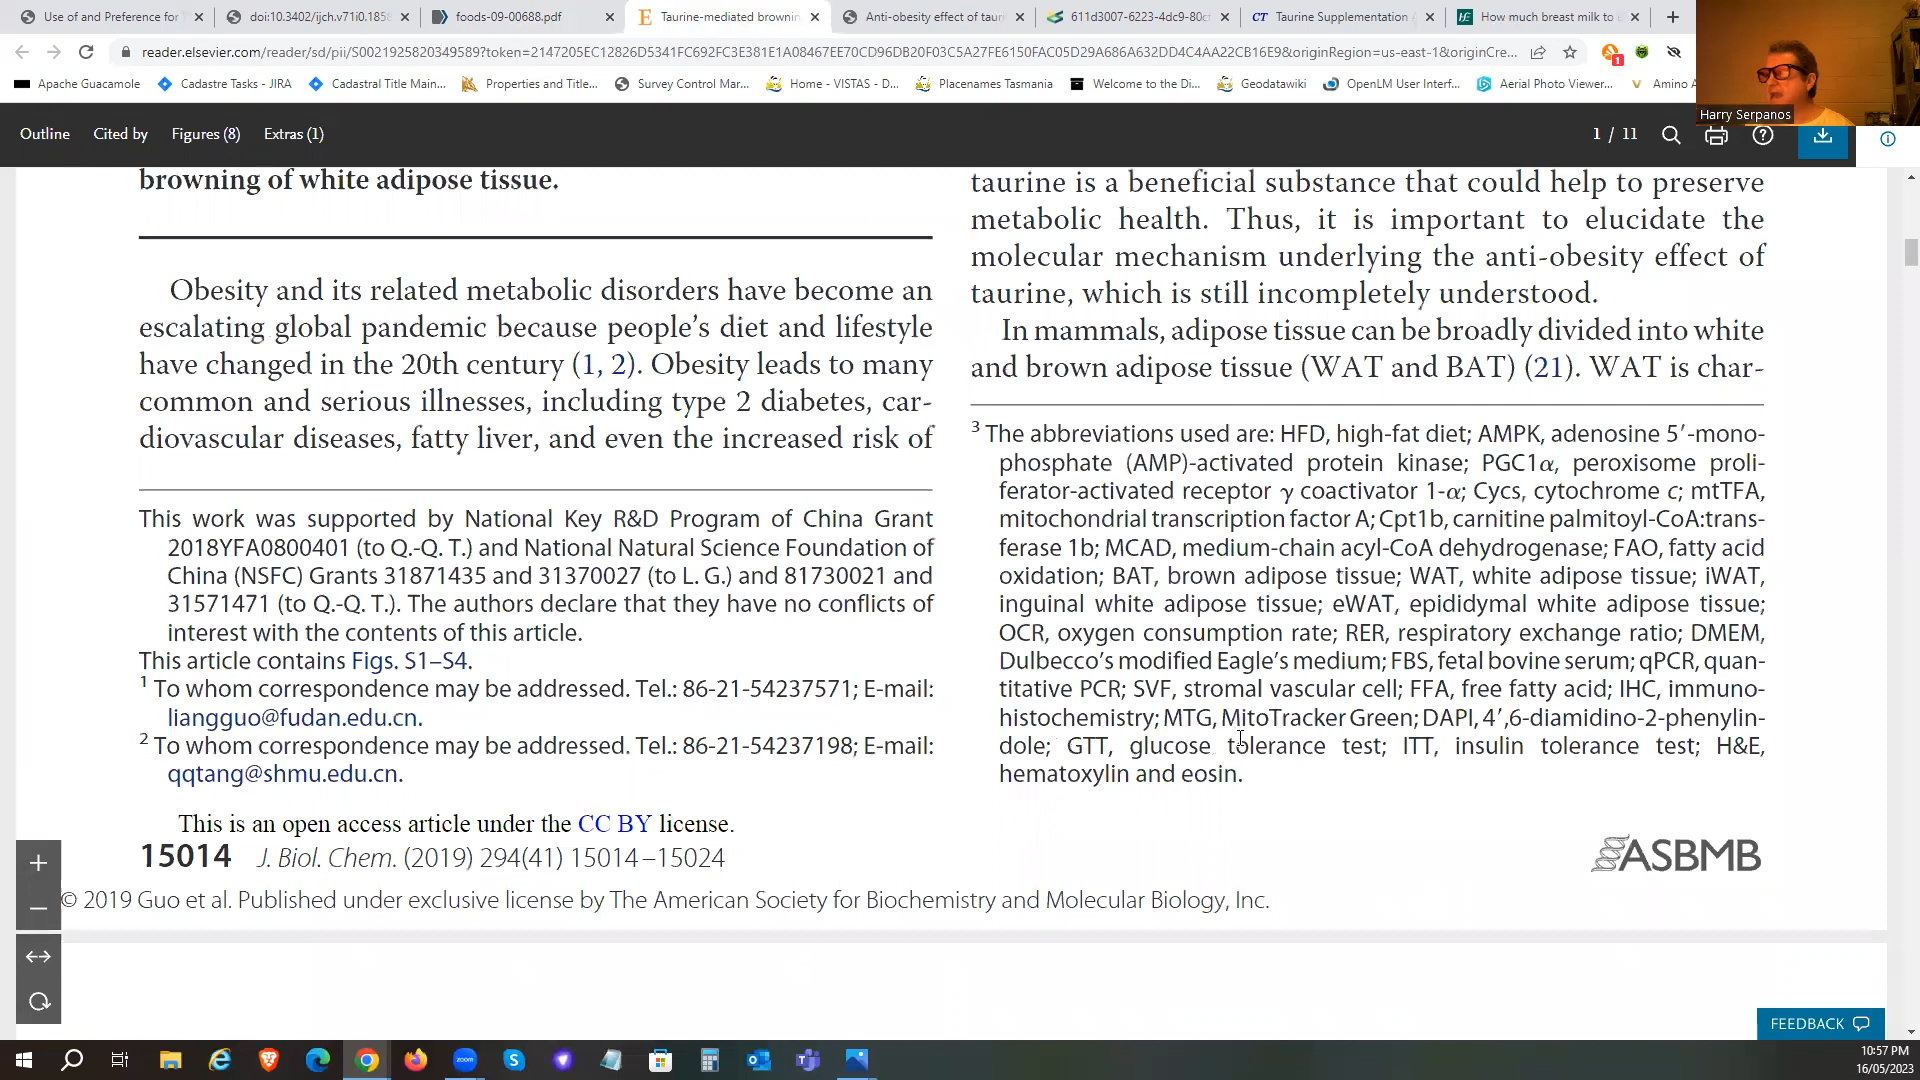 Use of and Preference for
doi:10.3402/ijch.v71i0.185
foods-09-00688.pdf
Taurine-mediated brownin
Anti-obesity effect of taur
611d3007-6223-4dc9-80c
CT Taurine Supplementation
How much breast milk to
reader.elsevier.com/reader/sd/pii/S0021925820349589?token=2147205EC12826D5341FC692FC3E381E1A08467EE70CD96DB20F03C5A27FE6150FAC05D29A686A632DD4C4AA22CB16E9&originRegion=us-east-1&originCre...
Apache Guacamole
Cadastre Tasks - JIRA
Cadastral Title Main...
Properties and Title...
Survey Control Mar...
Home - VISTAS - D...
Placenames Tasmania
Welcome to the Di...
Geodatawiki
OpenLM User Interf...
Aerial Photo Viewer...
Amino A
Harry Serpanos
Outline
Cited by
Figures (8)
Extras (1)
1 / 11
browning of white adipose tissue.
Obesity and its related metabolic disorders have become an
escalating global pandemic because people's diet and lifestyle
have changed in the 20th century (1, 2). Obesity leads to many
common and serious illnesses, including type 2 diabetes, car-
diovascular diseases, fatty liver, and even the increased risk of
This work was supported by National Key R&D Program of China Grant
2018YFA0800401 (to Q.-Q. T.) and National Natural Science Foundation of
China (NSFC) Grants 31871435 and 31370027 (to L. G.) and 81730021 and
31571471 (to Q.-Q. T.). The authors declare that they have no conflicts of
interest with the contents of this article.
This article contains Figs. S1–S4.
1 To whom correspondence may be addressed. Tel.: 86-21-54237571; E-mail:
liangguo@fudan.edu.cn.
2 To whom correspondence may be addressed. Tel.: 86-21-54237198; E-mail:
qqtang@shmu.edu.cn.
taurine is a beneficial substance that could help to preserve
metabolic health. Thus, it is important to elucidate the
molecular mechanism underlying the anti-obesity effect of
taurine, which is still incompletely understood.
In mammals, adipose tissue can be broadly divided into white
and brown adipose tissue (WAT and BAT) (21). WAT is char-
3 The abbreviations used are: HFD, high-fat diet; AMPK, adenosine 5′-mono-
phosphate (AMP)-activated protein kinase; PGC1α, peroxisome proli-
ferator-activated receptor γ coactivator 1-α; Cycs, cytochrome c; mtTFA,
mitochondrial transcription factor A; Cpt1b, carnitine palmitoyl-CoA:trans-
ferase 1b; MCAD, medium-chain acyl-CoA dehydrogenase; FAO, fatty acid
oxidation; BAT, brown adipose tissue; WAT, white adipose tissue; iWAT,
inguinal white adipose tissue; eWAT, epididymal white adipose tissue;
OCR, oxygen consumption rate; RER, respiratory exchange ratio; DMEM,
Dulbecco's modified Eagle's medium; FBS, fetal bovine serum; qPCR, quan-
titative PCR; SVF, stromal vascular cell; FFA, free fatty acid; IHC, immuno-
histochemistry; MTG, MitoTracker Green; DAPI, 4′,6-diamidino-2-phenylin-
dole; GTT, glucose tolerance test; ITT, insulin tolerance test; H&E,
hematoxylin and eosin.
This is an open access article under the CC BY license.
15014 J. Biol. Chem. (2019) 294(41) 15014–15024
ASBMB
© 2019 Guo et al. Published under exclusive license by The American Society for Biochemistry and Molecular Biology, Inc.
FEEDBACK
10:57 PM
16/05/2023